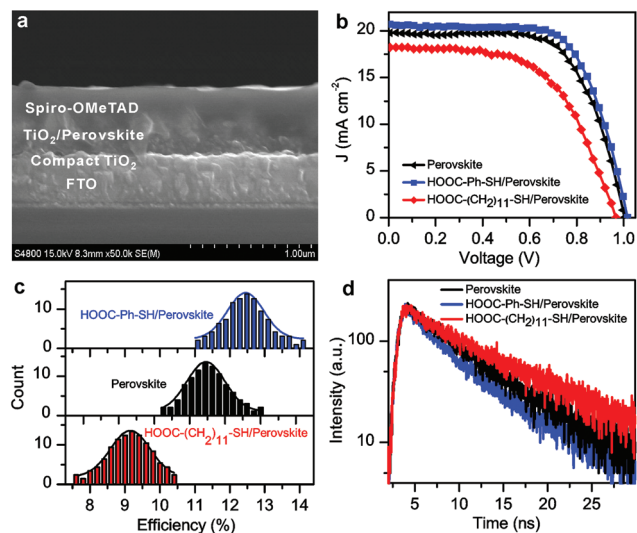 a
Spiro-OMeTAD
TiO2/Perovskite
Compact TiO2
FTO
S4800 15.0kV 8.3mm x50.0k SE(M)
1.00um
b
20
15
10
5
0
J (mA cm-2)
Perovskite
HOOC-Ph-SH/Perovskite
HOOC-(CH2)11-SH/Perovskite
0.0 0.2 0.4 0.6 0.8 1.0
Voltage (V)
c
10
0
HOOC-Ph-SH/Perovskite
10
0
Perovskite
10
0
HOOC-(CH2)11-SH/Perovskite
Count
8 9 10 11 12 13 14
Efficiency (%)
d
Perovskite
HOOC-Ph-SH/Perovskite
HOOC-(CH2)11-SH/Perovskite
100
10
Intensity (a.u.)
5 10 15 20 25
Time (ns)